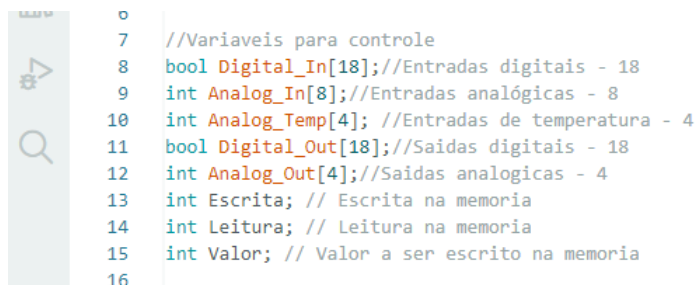 6
7 //Variaveis para controle
8 bool Digital_In[18];//Entradas digitais - 18
9 int Analog_In[8];//Entradas analógicas - 8
10 int Analog_Temp[4]; //Entradas de temperatura - 4
11 bool Digital_Out[18];//Saidas digitais - 18
12 int Analog_Out[4];//Saidas analogicas - 4
13 int Escrita; // Escrita na memoria
14 int Leitura; // Leitura na memoria
15 int Valor; // Valor a ser escrito na memoria
16